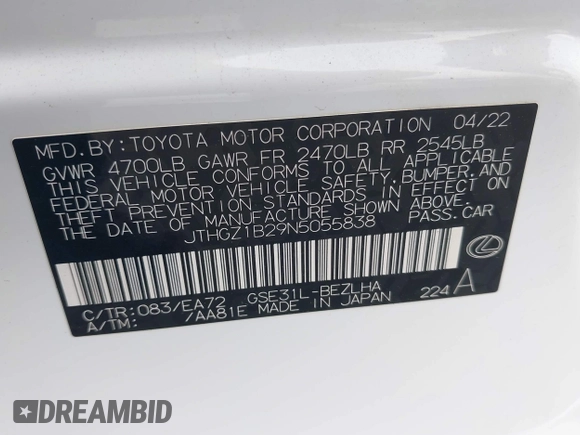 MFD. BY: TOYOTA MOTOR CORPORATION 04/22
GVWR 4700LB GAWR FR 2470LB RR 2545LB
THIS VEHICLE CONFORMS TO ALL APPLICABLE
FEDERAL MOTOR VEHICLE SAFETY, BUMPER, AND
THEFT PREVENTION STANDARDS IN EFFECT ON
THE DATE OF MANUFACTURE SHOWN ABOVE.
JTHGZ1B29N5055838 PASS. CAR
C/TR: 083/EA72 GSE31L-BEZLHA
A/TM: /AA81E MADE IN JAPAN 224 A
DREAMBID